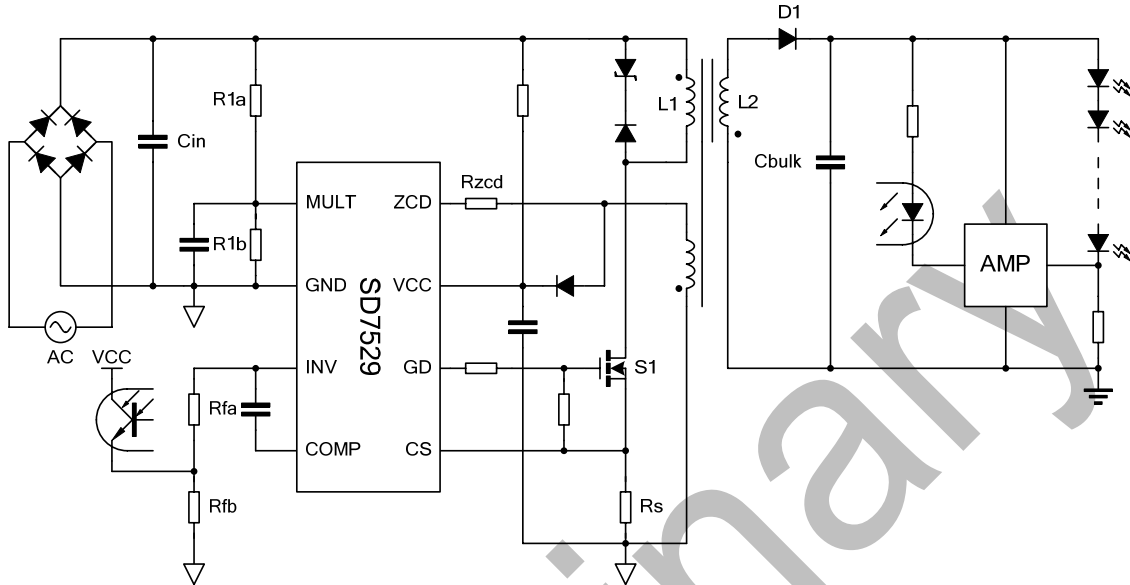 D1
R1a
Cin
L1
L2
Cbulk
MULT
ZCD
Rzcd
R1b
GND
VCC
AMP
SD7529
AC
VCC
INV
GD
S1
Rfa
COMP
CS
Rfb
Rs